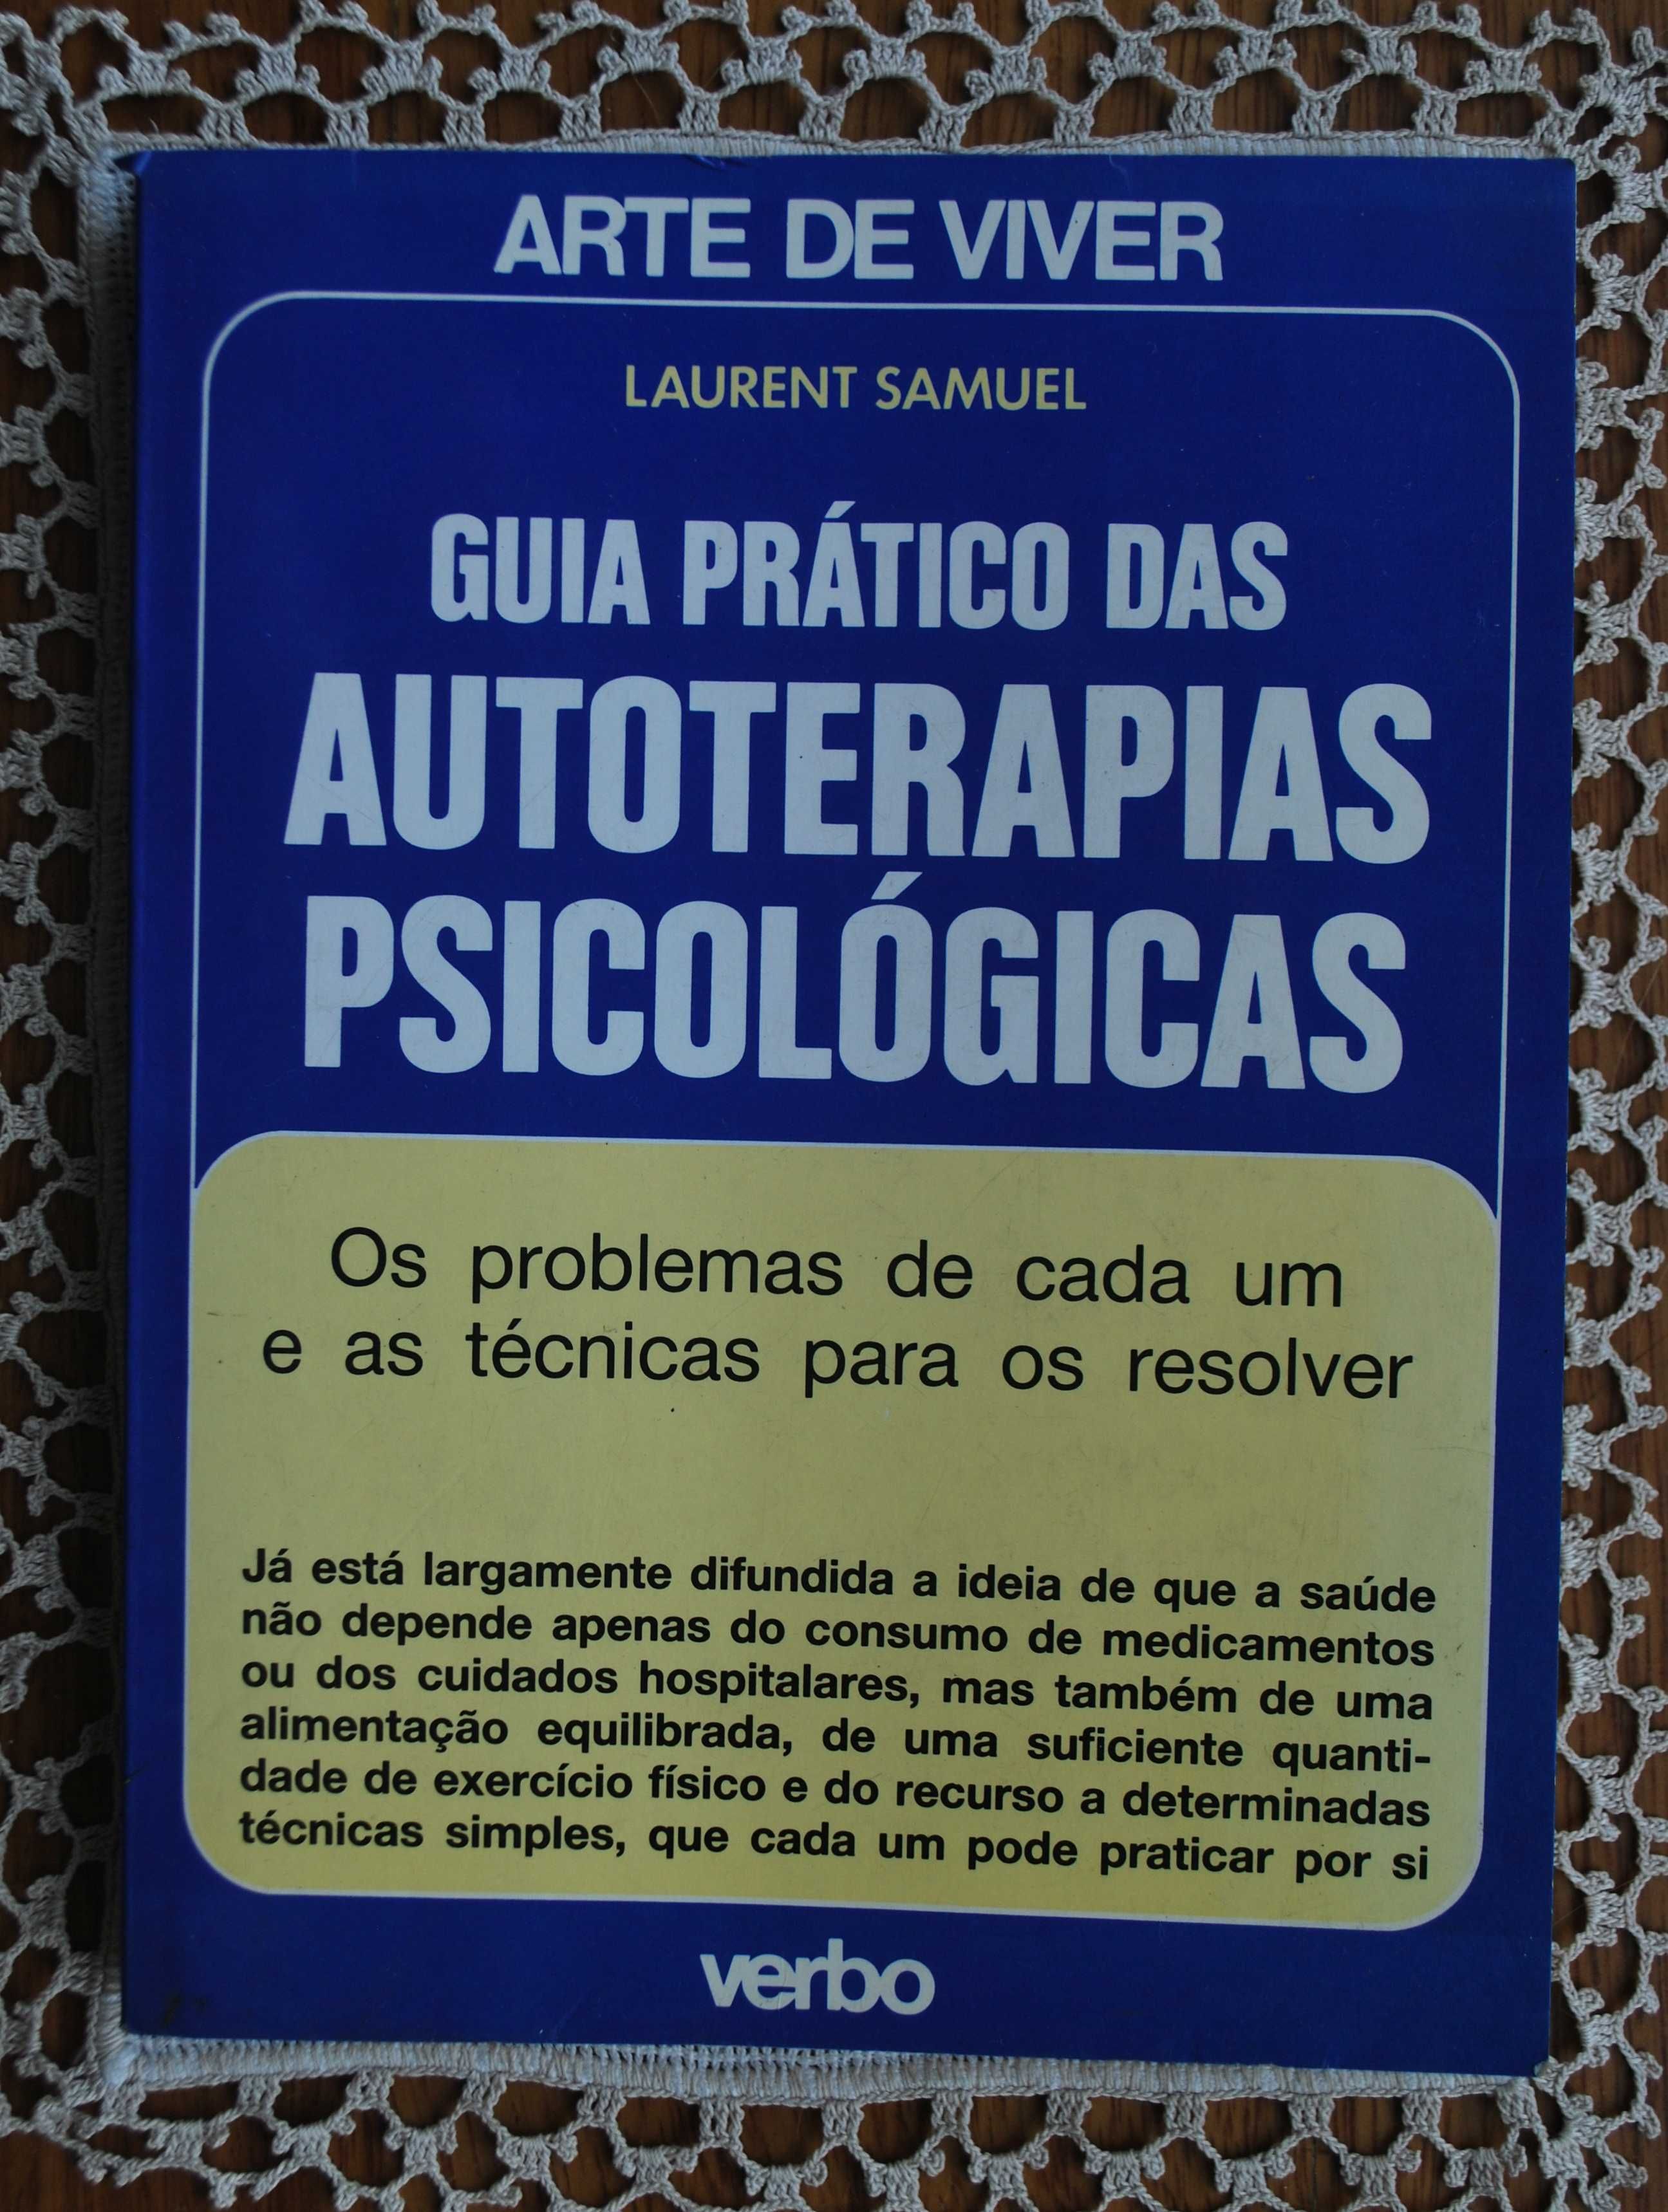 ARTE DE VIVER
LAURENT SAMUEL
GUIA PRÁTICO DAS
AUTOTERAPIAS
PSICOLÓGICAS
Os problemas de cada um
e as técnicas para os resolver
Já está largamente difundida a ideia de que a saúde
não depende apenas do consumo de medicamentos
ou dos cuidados hospitalares, mas também de uma
alimentação equilibrada, de uma suficiente quanti-
dade de exercício físico e do recurso a determinadas
técnicas simples, que cada um pode praticar por si
verbo